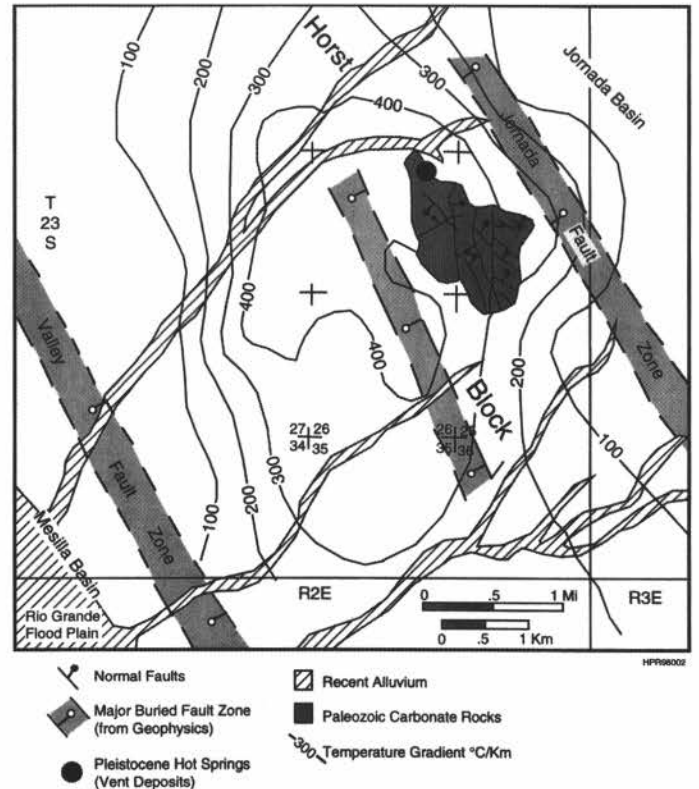 Horst
Jornada Basin
100
200
300
300
400
Jornada
T
23
S
Fault
400
400
Valley
Zone
200
Block
27 26
34 35
26 25
35 36
100
300
200
100
Fault
Zone
Mesilla Basin
Rio Grande
Flood Plain
R2E
R3E
0 .5 1 Mi
0 .5 1 Km
HPR98002
Normal Faults
Major Buried Fault Zone
(from Geophysics)
Pleistocene Hot Springs
(Vent Deposits)
Recent Alluvium
Paleozoic Carbonate Rocks
300
Temperature Gradient °C/Km